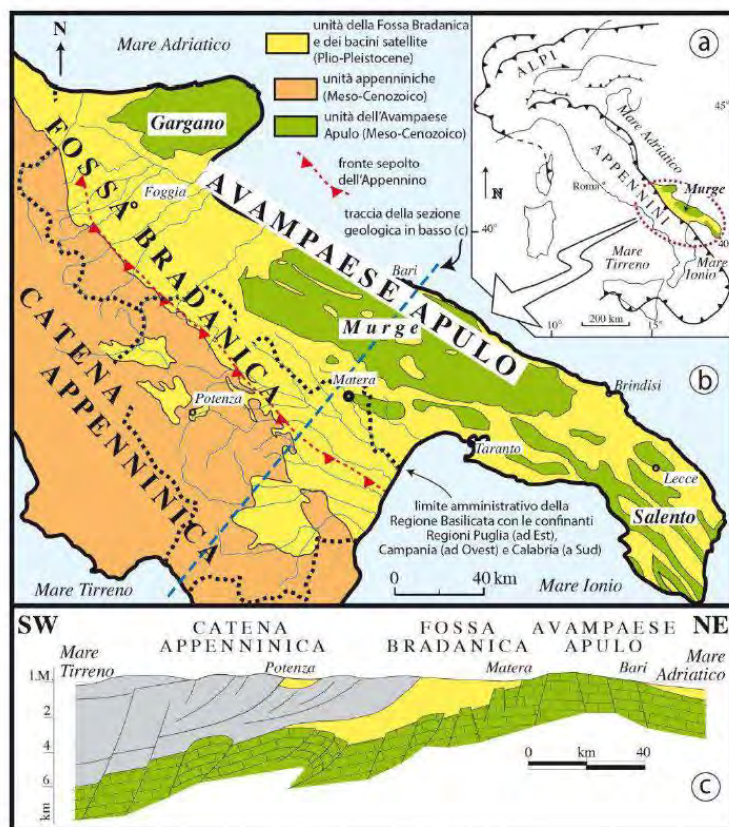 N
Mare Adriatico
unità della Fossa Bradanica
e dei bacini satellite
(Plio-Pleistocene)
unità appenniniche
(Meso-Cenozoico)
unità dell'Avampaese
Apulo (Meso-Cenozoico)
fronte sepolto
dell'Appennino
traccia della sezione
geologica in basso (c)
a
ALPI
45°
Mare Adriatico
APPENNINI
Roma
Murge
N
40°
40°
Mare
Tirreno
Mare
Ionio
10°
200 km
15°
b
Gargano
Foggia
FOSSA BRADANICA
AVAMPAESE APULO
Bari
Murge
CATENA
APPENNINICA
Potenza
Matera
Brindisi
Taranto
Lecce
Salento
limite amministrativo della
Regione Basilicata con le confinanti
Regioni Puglia (ad Est),
Campania (ad Ovest) e Calabria (a Sud)
0 40 km
Mare Tirreno
Mare Ionio
SW
CATENA
APPENNINICA
FOSSA
BRADANICA
AVAMPAESE
APULO
NE
Mare
Tirreno
Potenza
Matera
Bari
Mare
Adriatico
l.M.
2
4
6
km
0 km 40
c